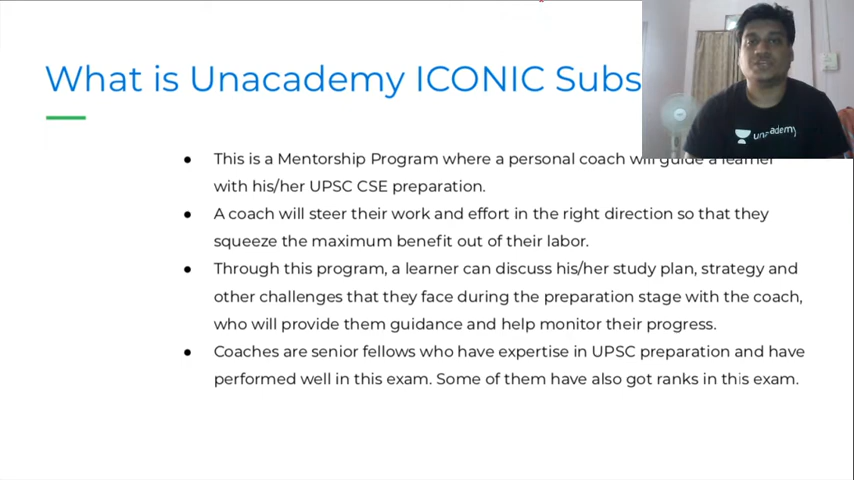 What is Unacademy ICONIC Subs
● This is a Mentorship Program where a personal coach will guide a learner
with his/her UPSC CSE preparation.
● A coach will steer their work and effort in the right direction so that they
squeeze the maximum benefit out of their labor.
● Through this program, a learner can discuss his/her study plan, strategy and
other challenges that they face during the preparation stage with the coach,
who will provide them guidance and help monitor their progress.
● Coaches are senior fellows who have expertise in UPSC preparation and have
performed well in this exam. Some of them have also got ranks in this exam.
unacademy